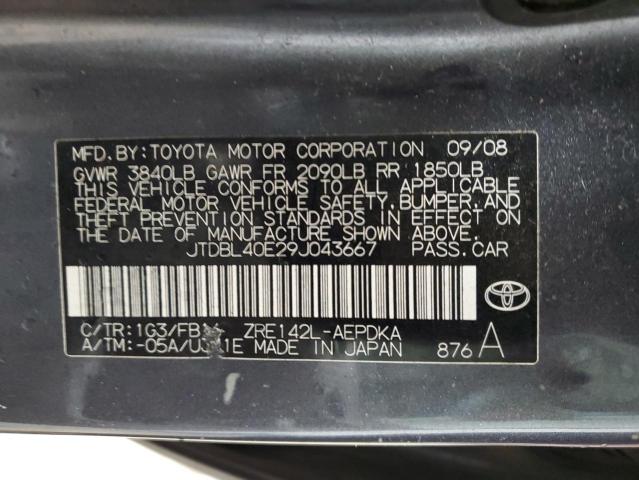 MFD. BY: TOYOTA MOTOR CORPORATION 09/08
GVWR 3840LB GAWR FR 2090LB RR 1850LB
THIS VEHICLE CONFORMS TO ALL APPLICABLE
FEDERAL MOTOR VEHICLE SAFETY, BUMPER, AND
THEFT PREVENTION STANDARDS IN EFFECT ON
THE DATE OF MANUFACTURE SHOWN ABOVE.
JTDBL40E29J043667 PASS. CAR
C/TR: 1G3/ ZRE142L-AEPDKA
A/TM: -05A/ MADE IN JAPAN 876 A